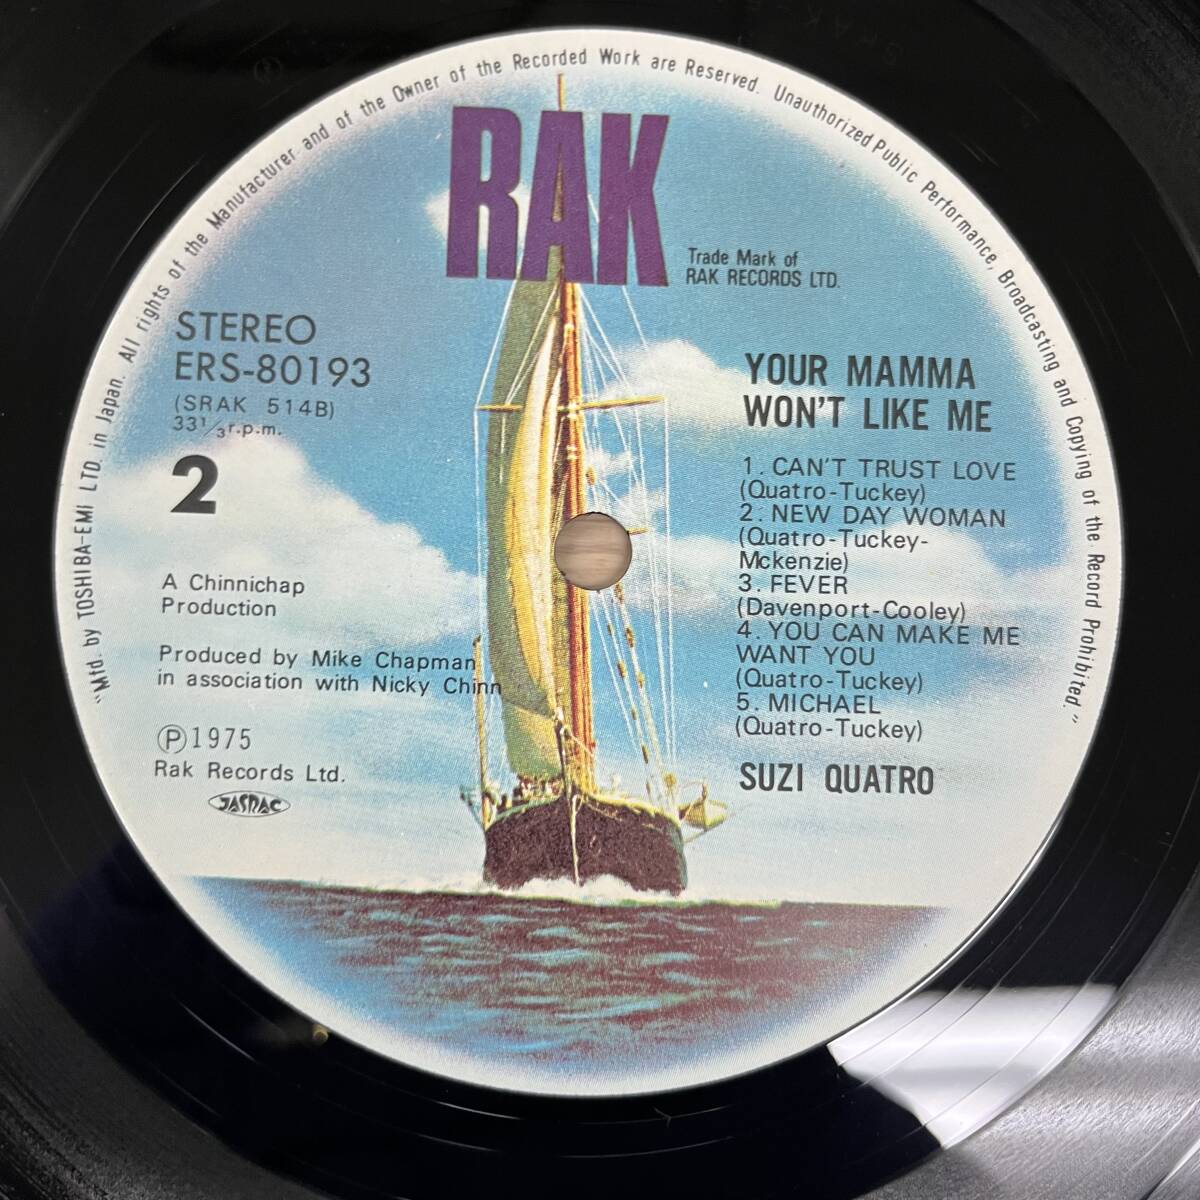 "Mfd. by TOSHIBA-EMI LTD. in Japan. All rights of the Manufacturer and of the Owner of the Recorded Work are Reserved. Unauthorized Public Performance, Broadcasting and Copying of the Record Prohibited."
RAK
Trade Mark of
RAK RECORDS LTD.
STEREO
ERS-80193
(SRAK 514B)
33 1/3 r.p.m.
2
A Chinnichap
Production
Produced by Mike Chapman
in association with Nicky Chinn
Ⓟ1975
Rak Records Ltd.
JASRAC
YOUR MAMMA
WON'T LIKE ME
1. CAN'T TRUST LOVE
(Quatro-Tuckey)
2. NEW DAY WOMAN
(Quatro-Tuckey-
Mckenzie)
3. FEVER
(Davenport-Cooley)
4. YOU CAN MAKE ME
WANT YOU
(Quatro-Tuckey)
5. MICHAEL
(Quatro-Tuckey)
SUZI QUATRO